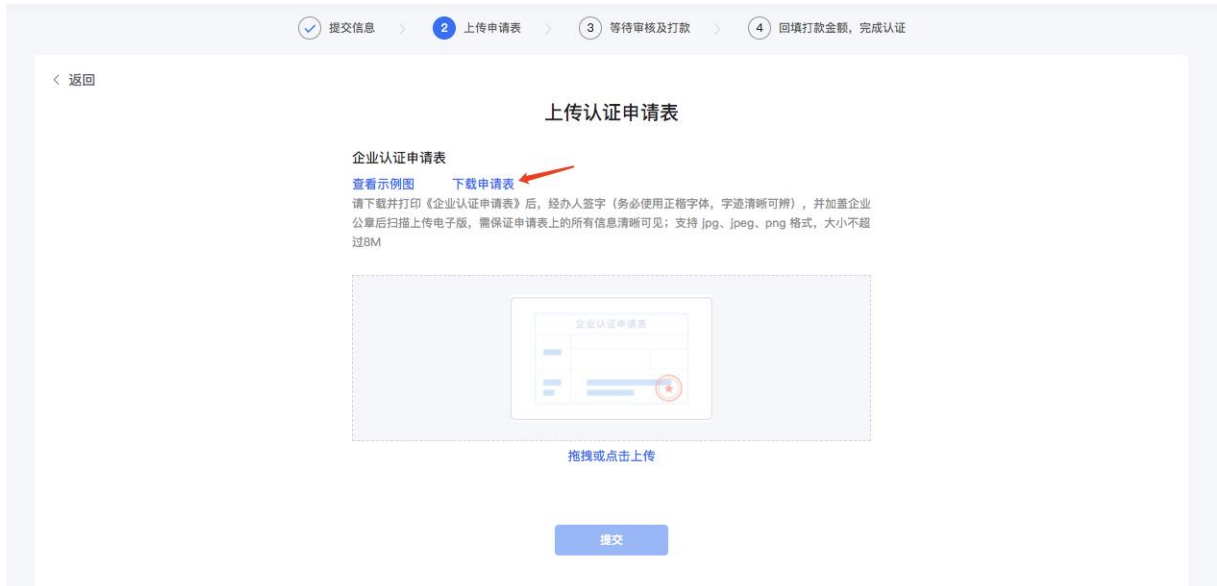 提交信息
2 上传申请表
3 等待审核及打款
4 回填打款金额，完成认证
返回
上传认证申请表
企业认证申请表
查看示例图 下载申请表
请下载并打印《企业认证申请表》后，经办人签字（务必使用正楷字体，字迹清晰可辨），并加盖企业
公章后扫描上传电子版，需保证申请表上的所有信息清晰可见；支持 jpg、jpeg、png 格式，大小不超
过8M
企业认证申请表
拖拽或点击上传
提交